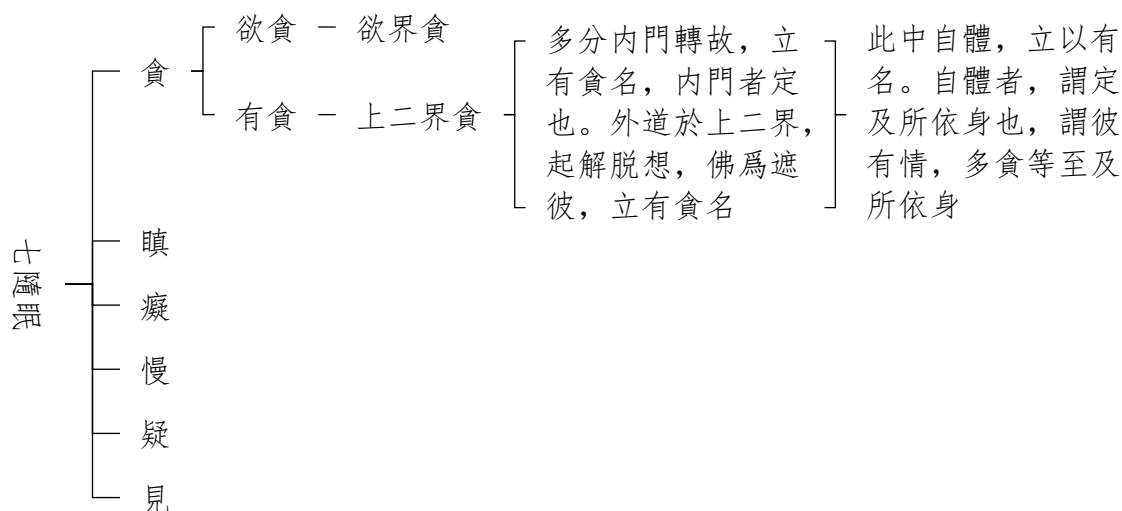 七隨眠
貪
欲貪 － 欲界貪
有貪 － 上二界貪
多分内門轉故，立
有貪名，内門者定
也。外道於上二界，
起解脱想，佛爲遮
彼，立有貪名
此中自體，立以有
名。自體者，謂定
及所依身也，謂彼
有情，多貪等至及
所依身
瞋
癡
慢
疑
見